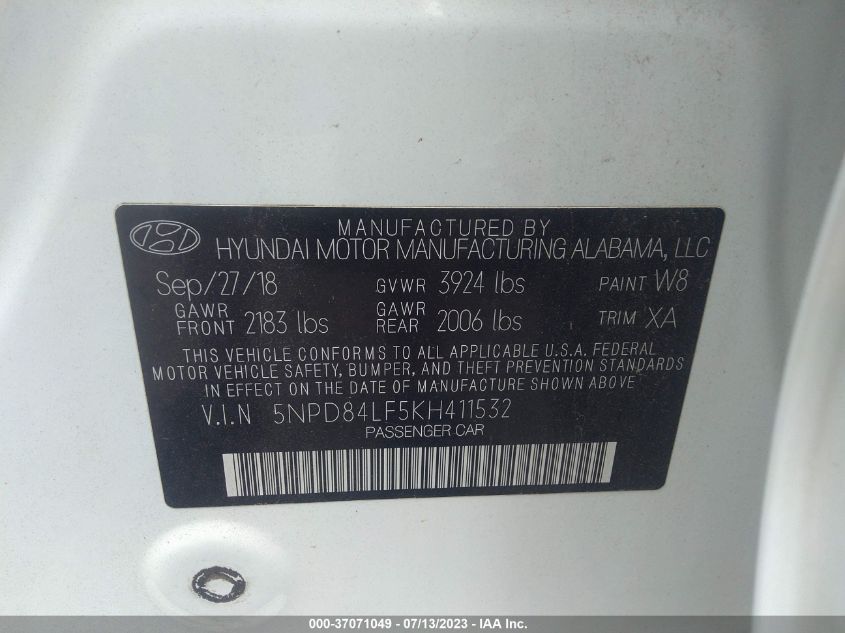 MANUFACTURED BY
HYUNDAI MOTOR MANUFACTURING ALABAMA, LLC
Sep/27/18 GVWR 3924 lbs PAINT W8
GAWR FRONT 2183 lbs GAWR REAR 2006 lbs TRIM XA
THIS VEHICLE CONFORMS TO ALL APPLICABLE U.S.A. FEDERAL
MOTOR VEHICLE SAFETY, BUMPER, AND THEFT PREVENTION STANDARDS
IN EFFECT ON THE DATE OF MANUFACTURE SHOWN ABOVE
V.I.N 5NPD84LF5KH411532
PASSENGER CAR
000-37071049 - 07/13/2023 - IAA Inc.